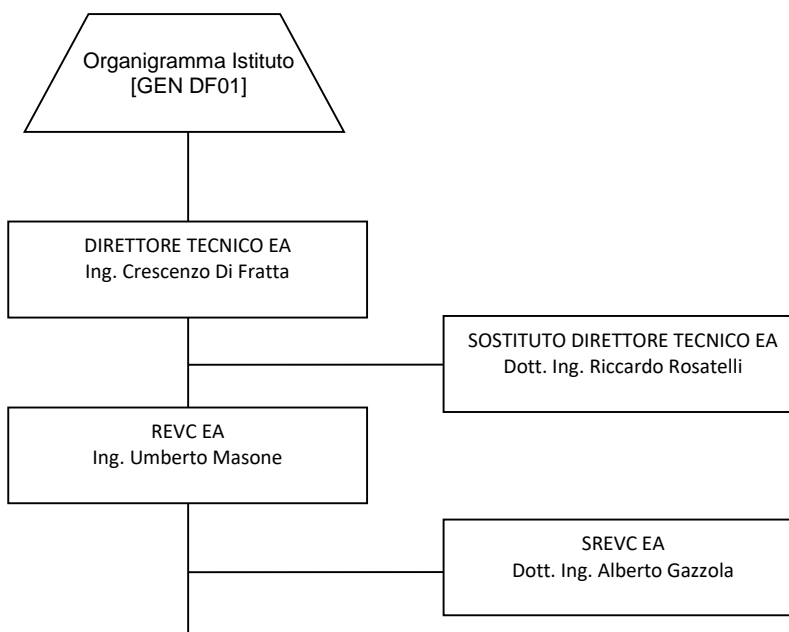 Organigramma Istituto
[GEN DF01]
DIRETTORE TECNICO EA
Ing. Crescenzo Di Fratta
SOSTITUTO DIRETTORE TECNICO EA
Dott. Ing. Riccardo Rosatelli
REVC EA
Ing. Umberto Masone
SREVC EA
Dott. Ing. Alberto Gazzola